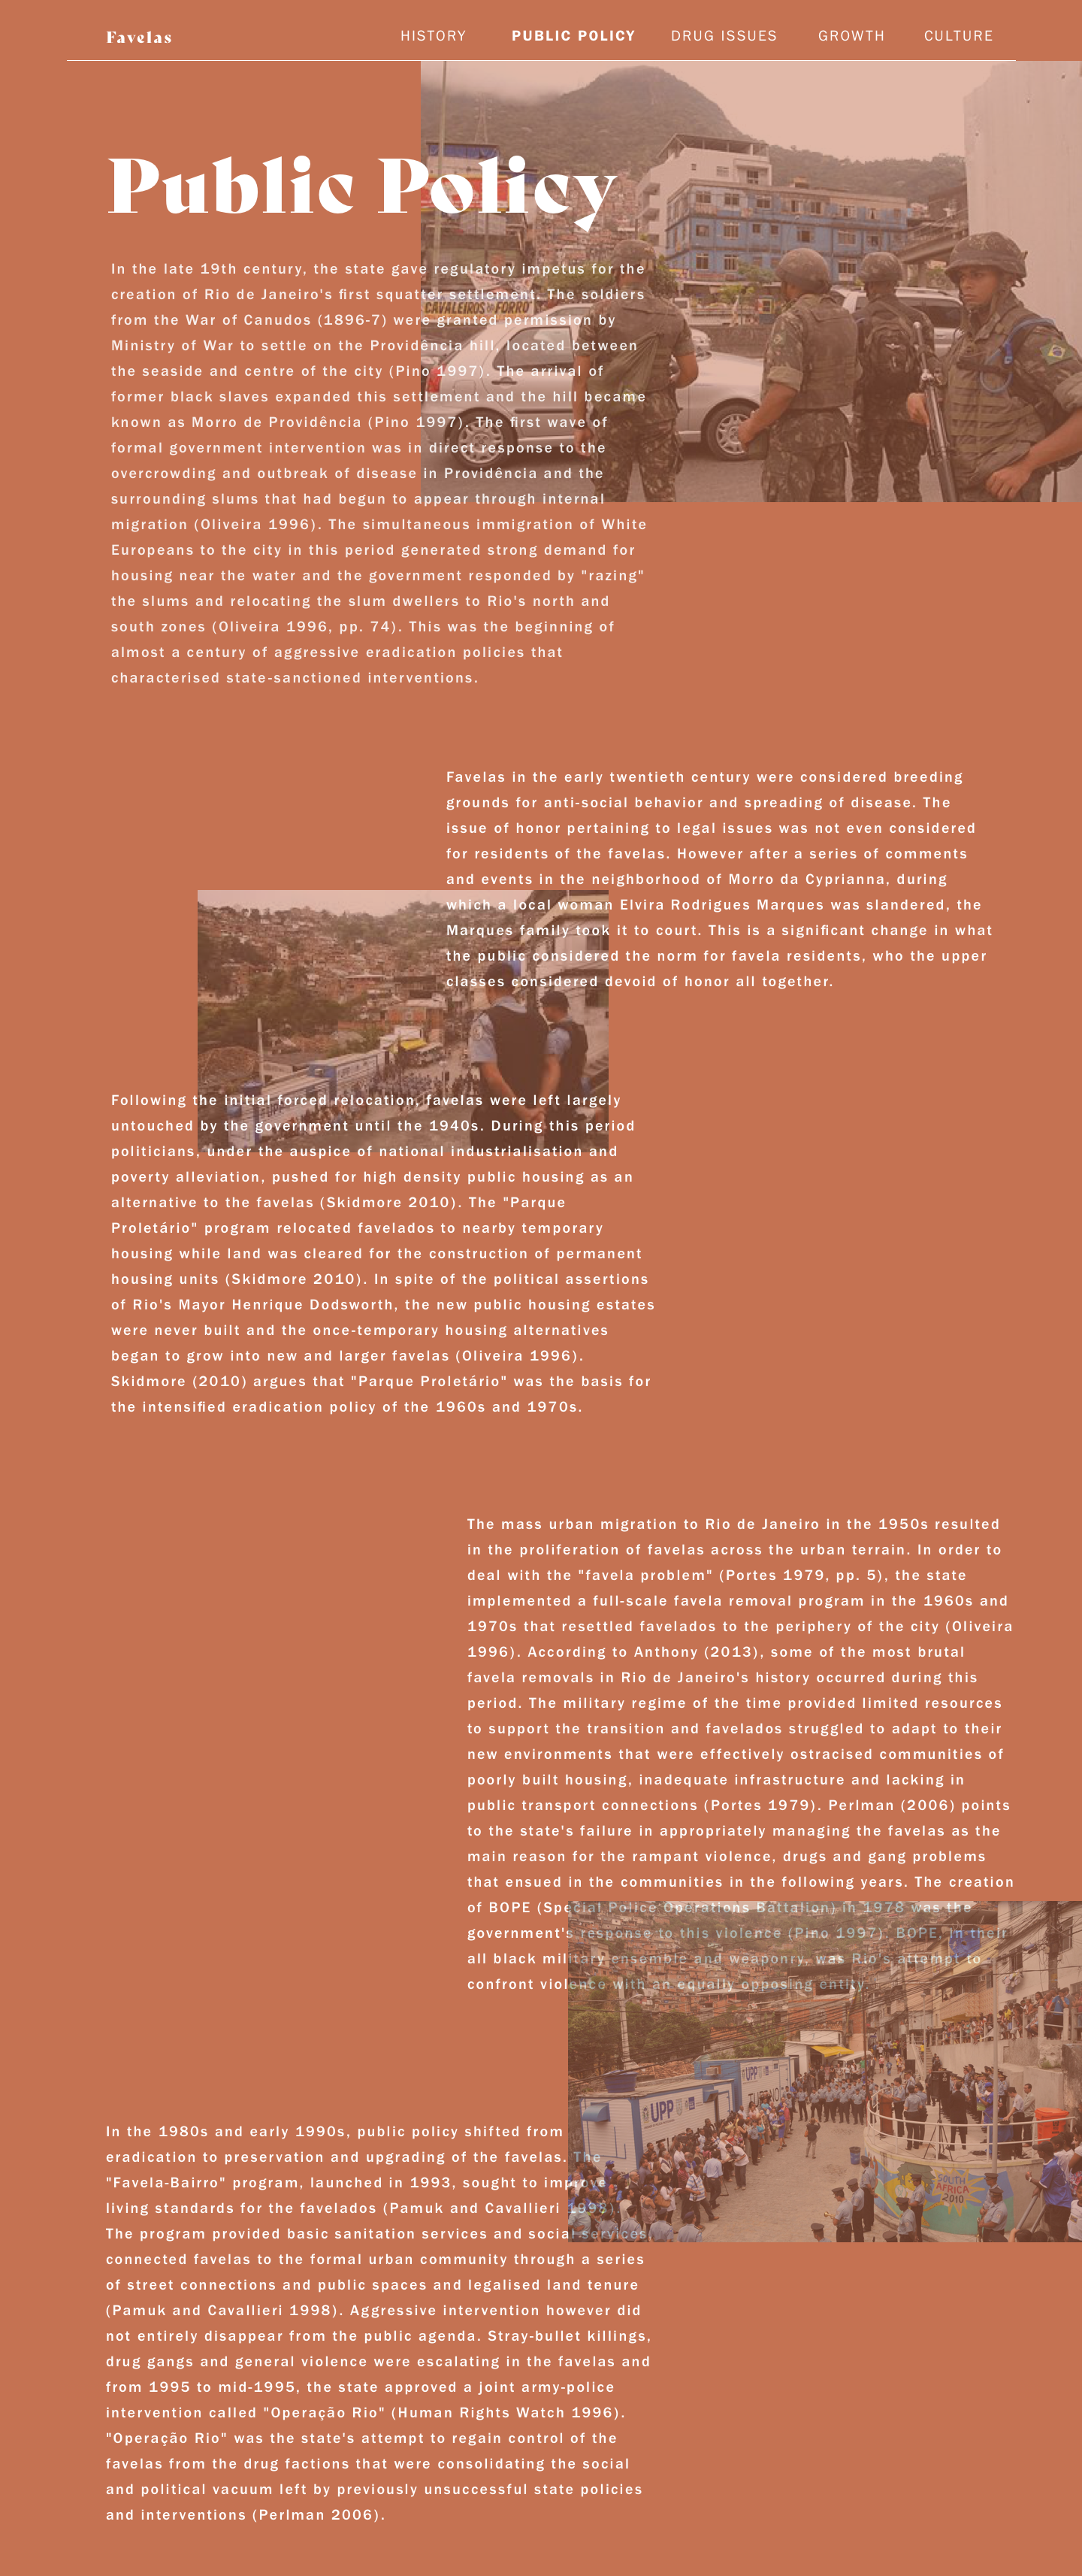 Favelas
HISTORY
PUBLIC POLICY
DRUG ISSUES
GROWTH
CULTURE
Public Policy
In the late 19th century, the state gave regulatory impetus for the
creation of Rio de Janeiro's first squatter settlement. The soldiers
from the War of Canudos (1896-7) were granted permission by
Ministry of War to settle on the Providência hill, located between
the seaside and centre of the city (Pino 1997). The arrival of
former black slaves expanded this settlement and the hill became
known as Morro de Providência (Pino 1997). The first wave of
formal government intervention was in direct response to the
overcrowding and outbreak of disease in Providência and the
surrounding slums that had begun to appear through internal
migration (Oliveira 1996). The simultaneous immigration of White
Europeans to the city in this period generated strong demand for
housing near the water and the government responded by "razing"
the slums and relocating the slum dwellers to Rio's north and
south zones (Oliveira 1996, pp. 74). This was the beginning of
almost a century of aggressive eradication policies that
characterised state-sanctioned interventions.
CAVALEIROS do FORRÓ
Favelas in the early twentieth century were considered breeding
grounds for anti-social behavior and spreading of disease. The
issue of honor pertaining to legal issues was not even considered
for residents of the favelas. However after a series of comments
and events in the neighborhood of Morro da Cyprianna, during
which a local woman Elvira Rodrigues Marques was slandered, the
Marques family took it to court. This is a significant change in what
the public considered the norm for favela residents, who the upper
classes considered devoid of honor all together.
Following the initial forced relocation, favelas were left largely
untouched by the government until the 1940s. During this period
politicians, under the auspice of national industrialisation and
poverty alleviation, pushed for high density public housing as an
alternative to the favelas (Skidmore 2010). The "Parque
Proletário" program relocated favelados to nearby temporary
housing while land was cleared for the construction of permanent
housing units (Skidmore 2010). In spite of the political assertions
of Rio's Mayor Henrique Dodsworth, the new public housing estates
were never built and the once-temporary housing alternatives
began to grow into new and larger favelas (Oliveira 1996).
Skidmore (2010) argues that "Parque Proletário" was the basis for
the intensified eradication policy of the 1960s and 1970s.
The mass urban migration to Rio de Janeiro in the 1950s resulted
in the proliferation of favelas across the urban terrain. In order to
deal with the "favela problem" (Portes 1979, pp. 5), the state
implemented a full-scale favela removal program in the 1960s and
1970s that resettled favelados to the periphery of the city (Oliveira
1996). According to Anthony (2013), some of the most brutal
favela removals in Rio de Janeiro's history occurred during this
period. The military regime of the time provided limited resources
to support the transition and favelados struggled to adapt to their
new environments that were effectively ostracised communities of
poorly built housing, inadequate infrastructure and lacking in
public transport connections (Portes 1979). Perlman (2006) points
to the state's failure in appropriately managing the favelas as the
main reason for the rampant violence, drugs and gang problems
that ensued in the communities in the following years. The creation
of BOPE (Special Police Operations Battalion) in 1978 was the
government's response to this violence (Pino 1997). BOPE, in their
all black military ensemble and weaponry, was Rio's attempt to
confront violence with an equally opposing entity.
UPP
UPP
SOUTH
AFRICA
2010
In the 1980s and early 1990s, public policy shifted from
eradication to preservation and upgrading of the favelas. The
"Favela-Bairro" program, launched in 1993, sought to improve
living standards for the favelados (Pamuk and Cavallieri 1998).
The program provided basic sanitation services and social services,
connected favelas to the formal urban community through a series
of street connections and public spaces and legalised land tenure
(Pamuk and Cavallieri 1998). Aggressive intervention however did
not entirely disappear from the public agenda. Stray-bullet killings,
drug gangs and general violence were escalating in the favelas and
from 1995 to mid-1995, the state approved a joint army-police
intervention called "Operação Rio" (Human Rights Watch 1996).
"Operação Rio" was the state's attempt to regain control of the
favelas from the drug factions that were consolidating the social
and political vacuum left by previously unsuccessful state policies
and interventions (Perlman 2006).